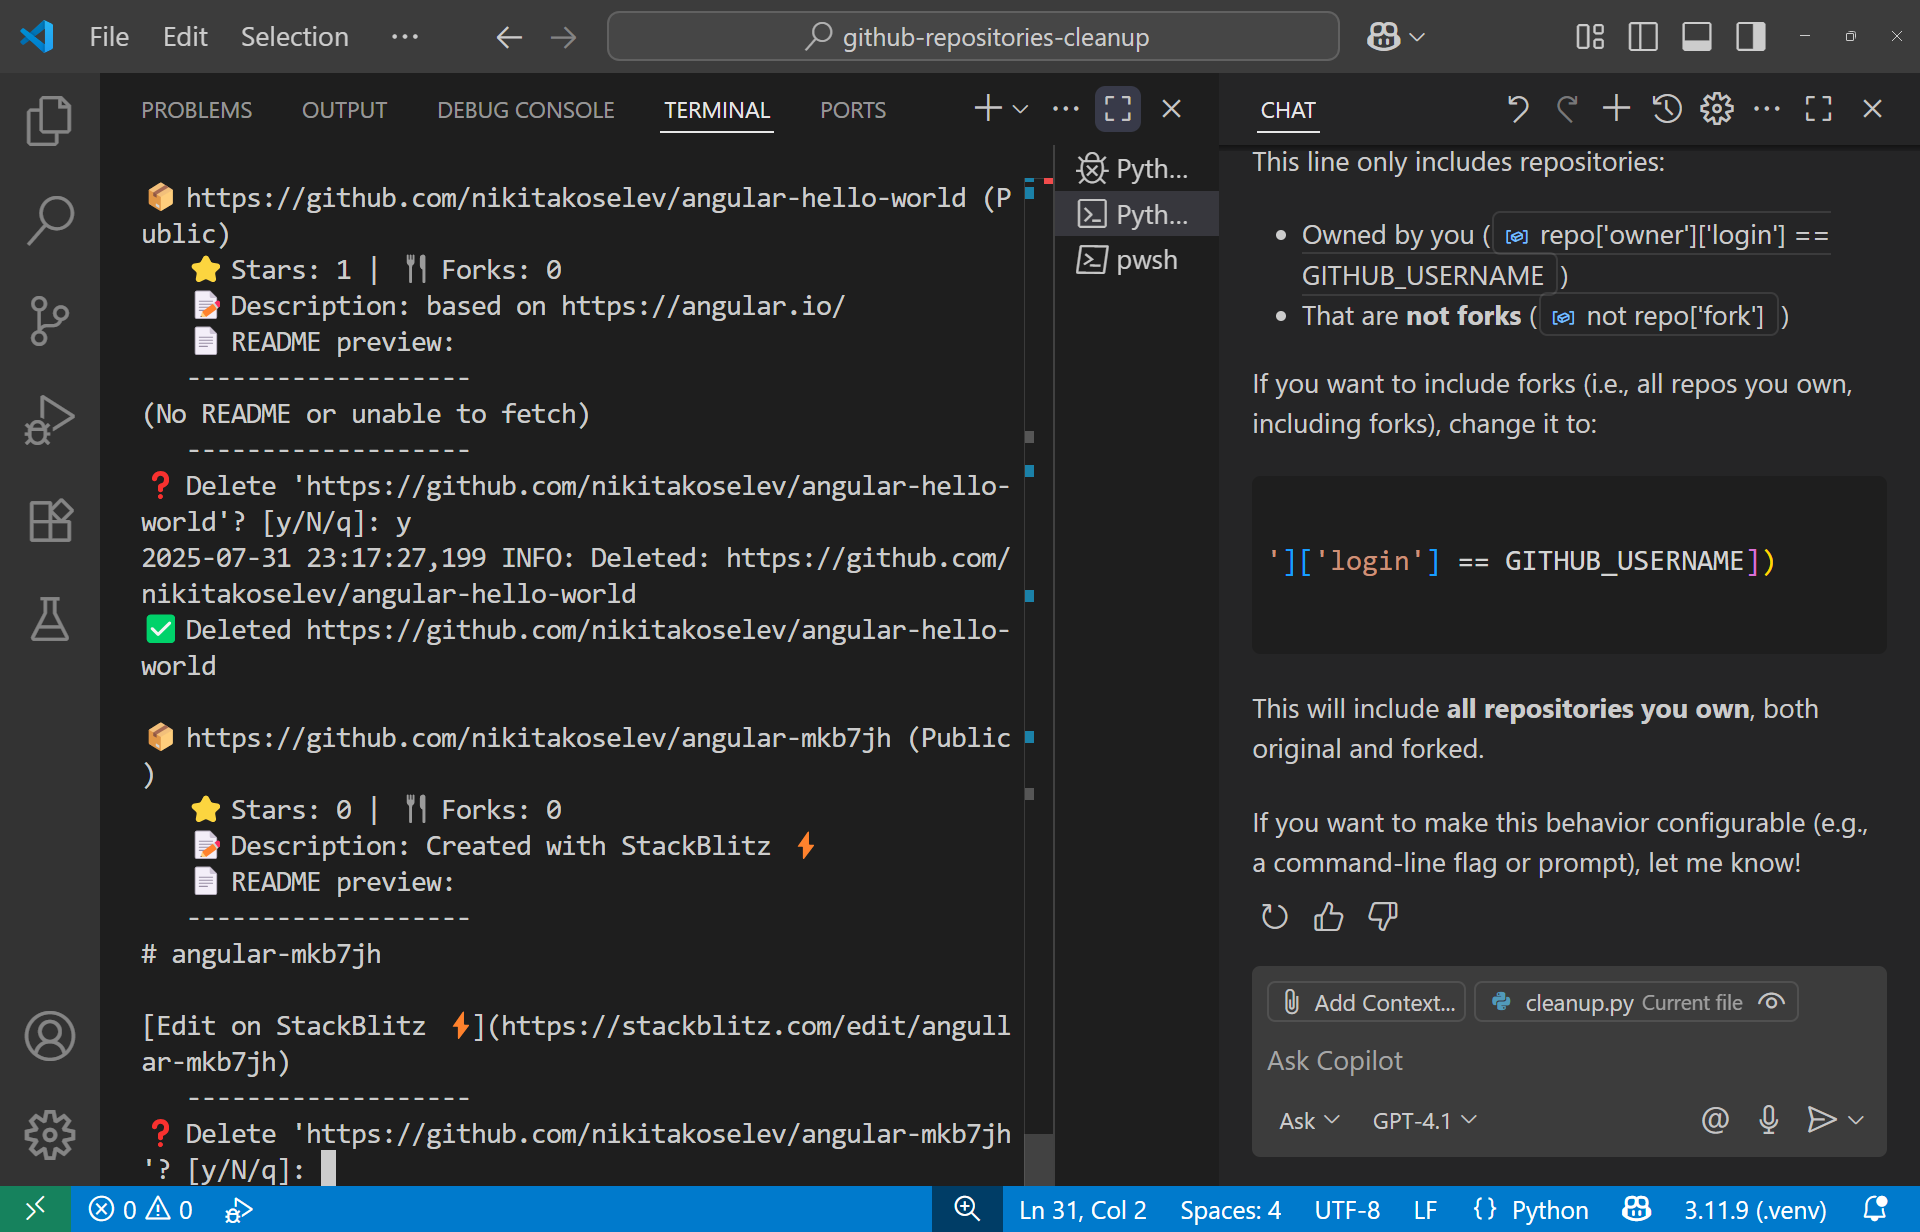 File Edit Selection ···
github-repositories-cleanup
PROBLEMS OUTPUT DEBUG CONSOLE TERMINAL PORTS
📦 https://github.com/nikitakoselev/angular-hello-world (P
ublic)
⭐ Stars: 1 | 🍴 Forks: 0
📝 Description: based on https://angular.io/
📄 README preview:
-------------------
(No README or unable to fetch)
-------------------
❓ Delete 'https://github.com/nikitakoselev/angular-hello-
world'? [y/N/q]: y
2025-07-31 23:17:27,199 INFO: Deleted: https://github.com/
nikitakoselev/angular-hello-world
✅ Deleted https://github.com/nikitakoselev/angular-hello-
world
📦 https://github.com/nikitakoselev/angular-mkb7jh (Public
)
⭐ Stars: 0 | 🍴 Forks: 0
📝 Description: Created with StackBlitz ⚡
📄 README preview:
-------------------
# angular-mkb7jh
[Edit on StackBlitz ⚡](https://stackblitz.com/edit/angull
ar-mkb7jh)
-------------------
❓ Delete 'https://github.com/nikitakoselev/angular-mkb7jh
'? [y/N/q]:
Pyth...
Pyth...
pwsh
CHAT
This line only includes repositories:
• Owned by you ( repo['owner']['login'] ==
GITHUB_USERNAME )
• That are not forks ( not repo['fork'] )
If you want to include forks (i.e., all repos you own,
including forks), change it to:
']['login'] == GITHUB_USERNAME])
This will include all repositories you own, both
original and forked.
If you want to make this behavior configurable (e.g.,
a command-line flag or prompt), let me know!
Add Context... cleanup.py Current file
Ask Copilot
Ask GPT-4.1
0 0 Ln 31, Col 2 Spaces: 4 UTF-8 LF {} Python 3.11.9 (.venv)